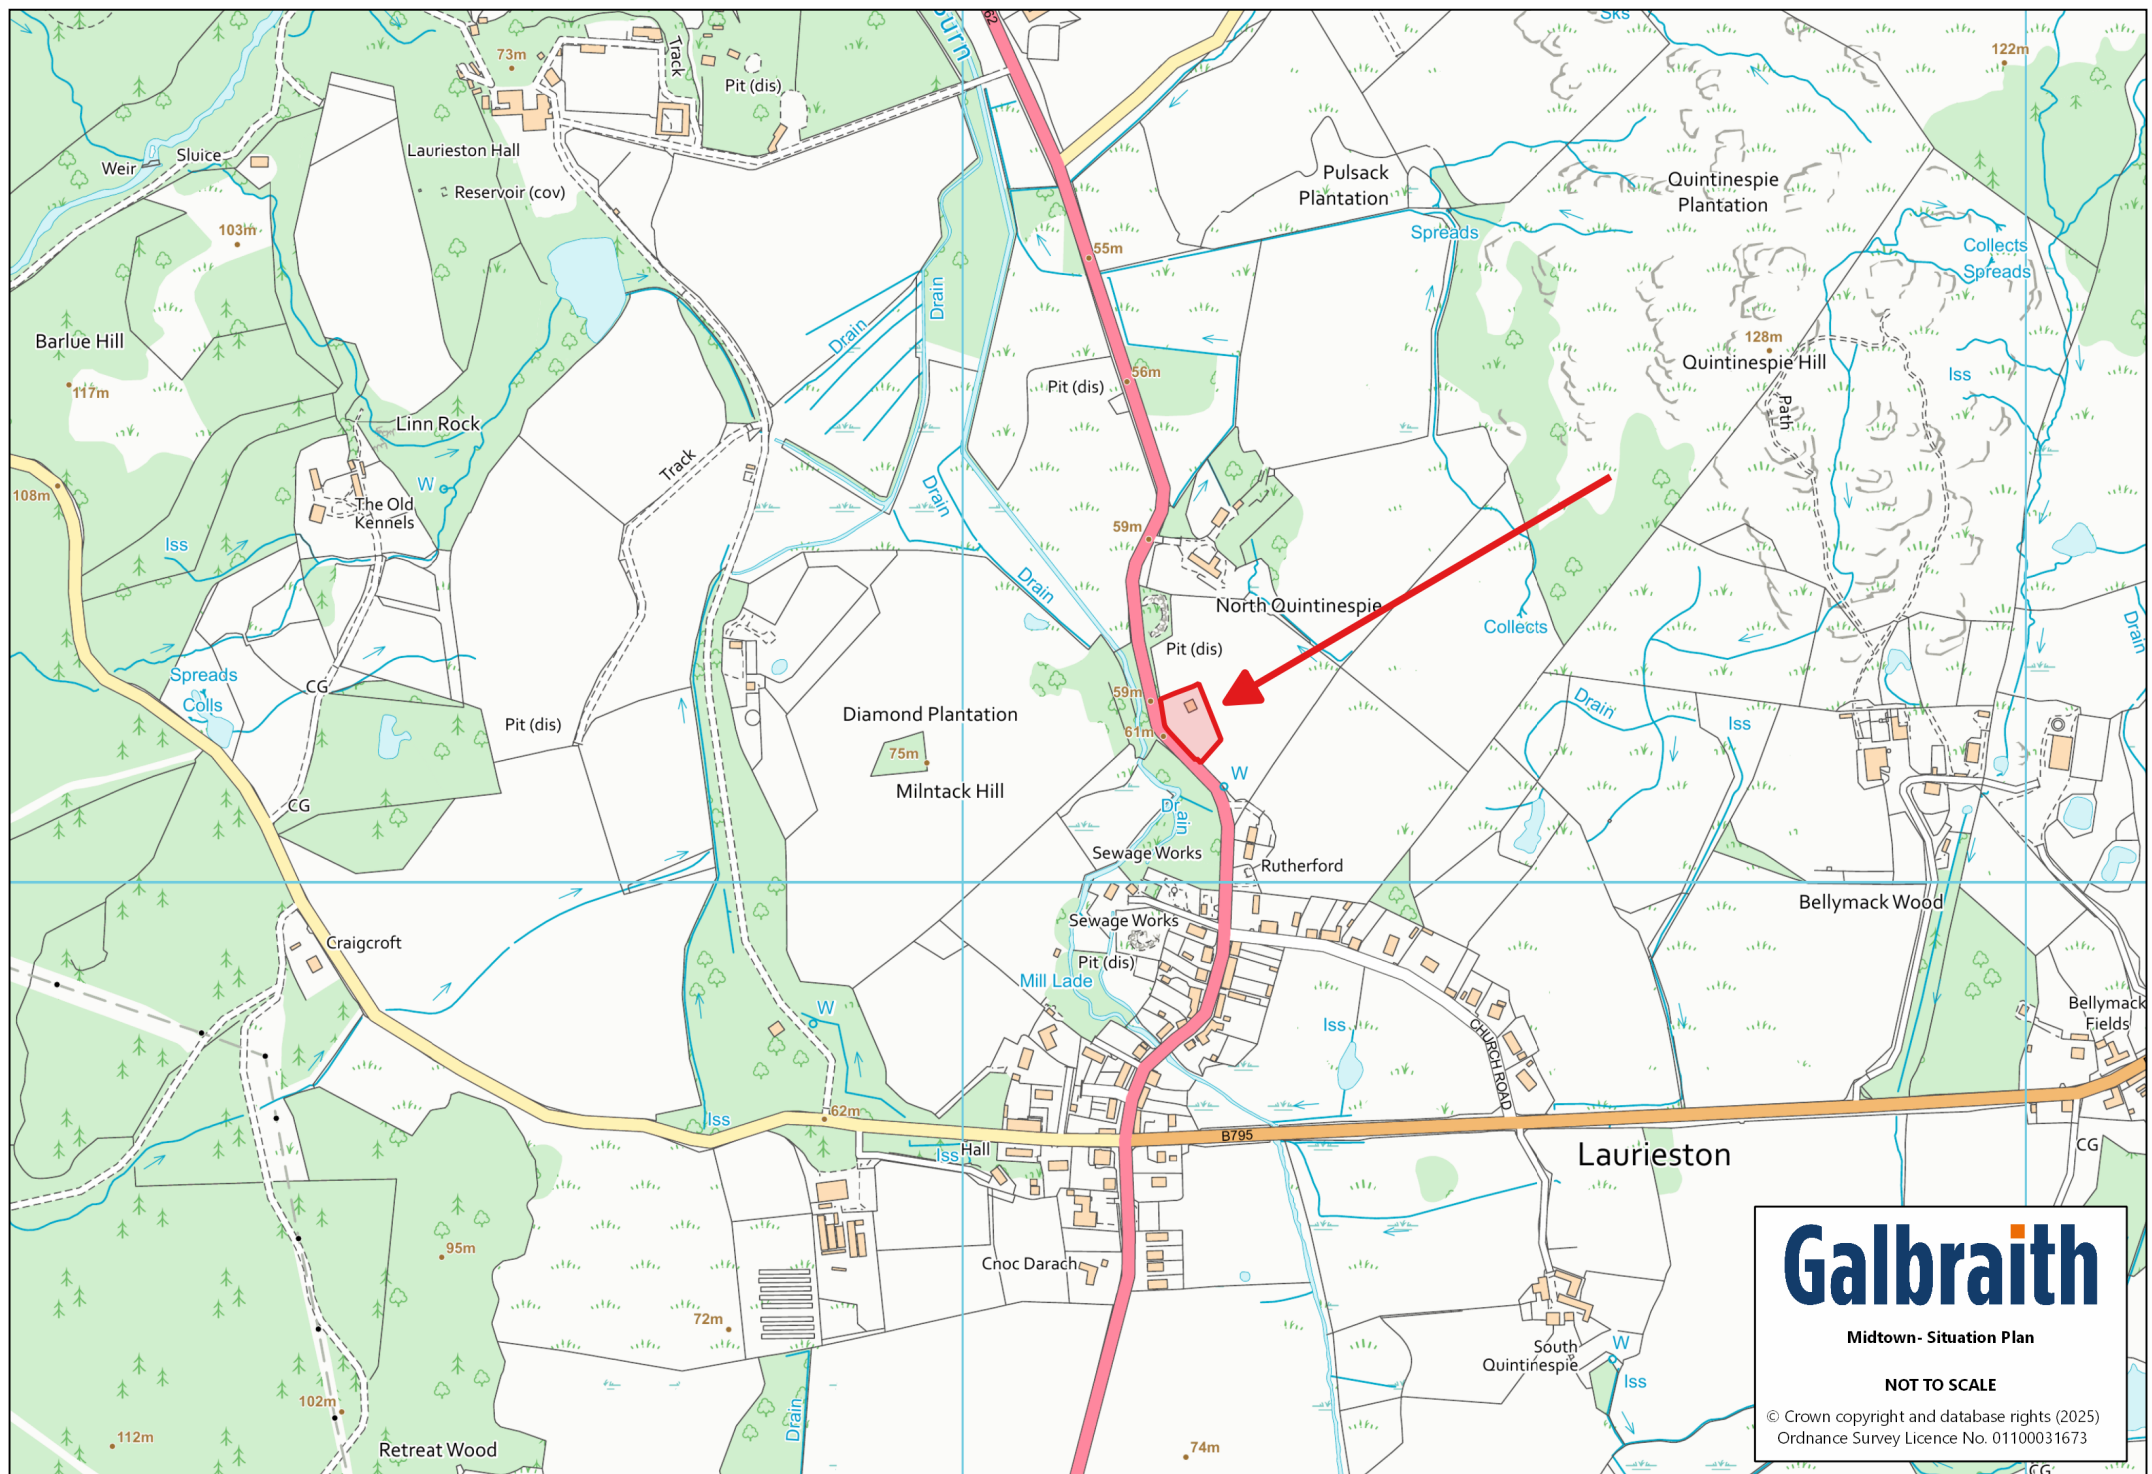 Sks
62
122m
burn
73m
Track
Pit (dis)
Laurieston Hall
Sluice
Weir
Reservoir (cov)
Pulsack
Plantation
Quintinespie
Plantation
103m
Spreads
Collects
Spreads
55m
Drain
Drain
Barlue Hill
128m
Quintinespie Hill
Iss
56m
Pit (dis)
117m
Path
Linn Rock
Track
W
108m
The Old
Kennels
Drain
59m
Iss
Drain
North Quintinespie
Collects
Drain
Pit (dis)
Spreads
Colls
CG
59m
Drain
Pit (dis)
Diamond Plantation
61m
Iss
75m
W
Milntack Hill
CG
Drain
Sewage Works
Rutherford
Bellymack Wood
Sewage Works
Craigcroft
Pit (dis)
Mill Lade
W
Iss
Bellymack
Fields
CHURCH ROAD
62m
Iss
B795
Hall
Iss
CG
Laurieston
95m
Cnoc Darach
72m
South
Quintinespie
W
Iss
102m
Drain
112m
Retreat Wood
74m
Galbraith
Midtown- Situation Plan
NOT TO SCALE
© Crown copyright and database rights (2025)
Ordnance Survey Licence No. 01100031673
CG